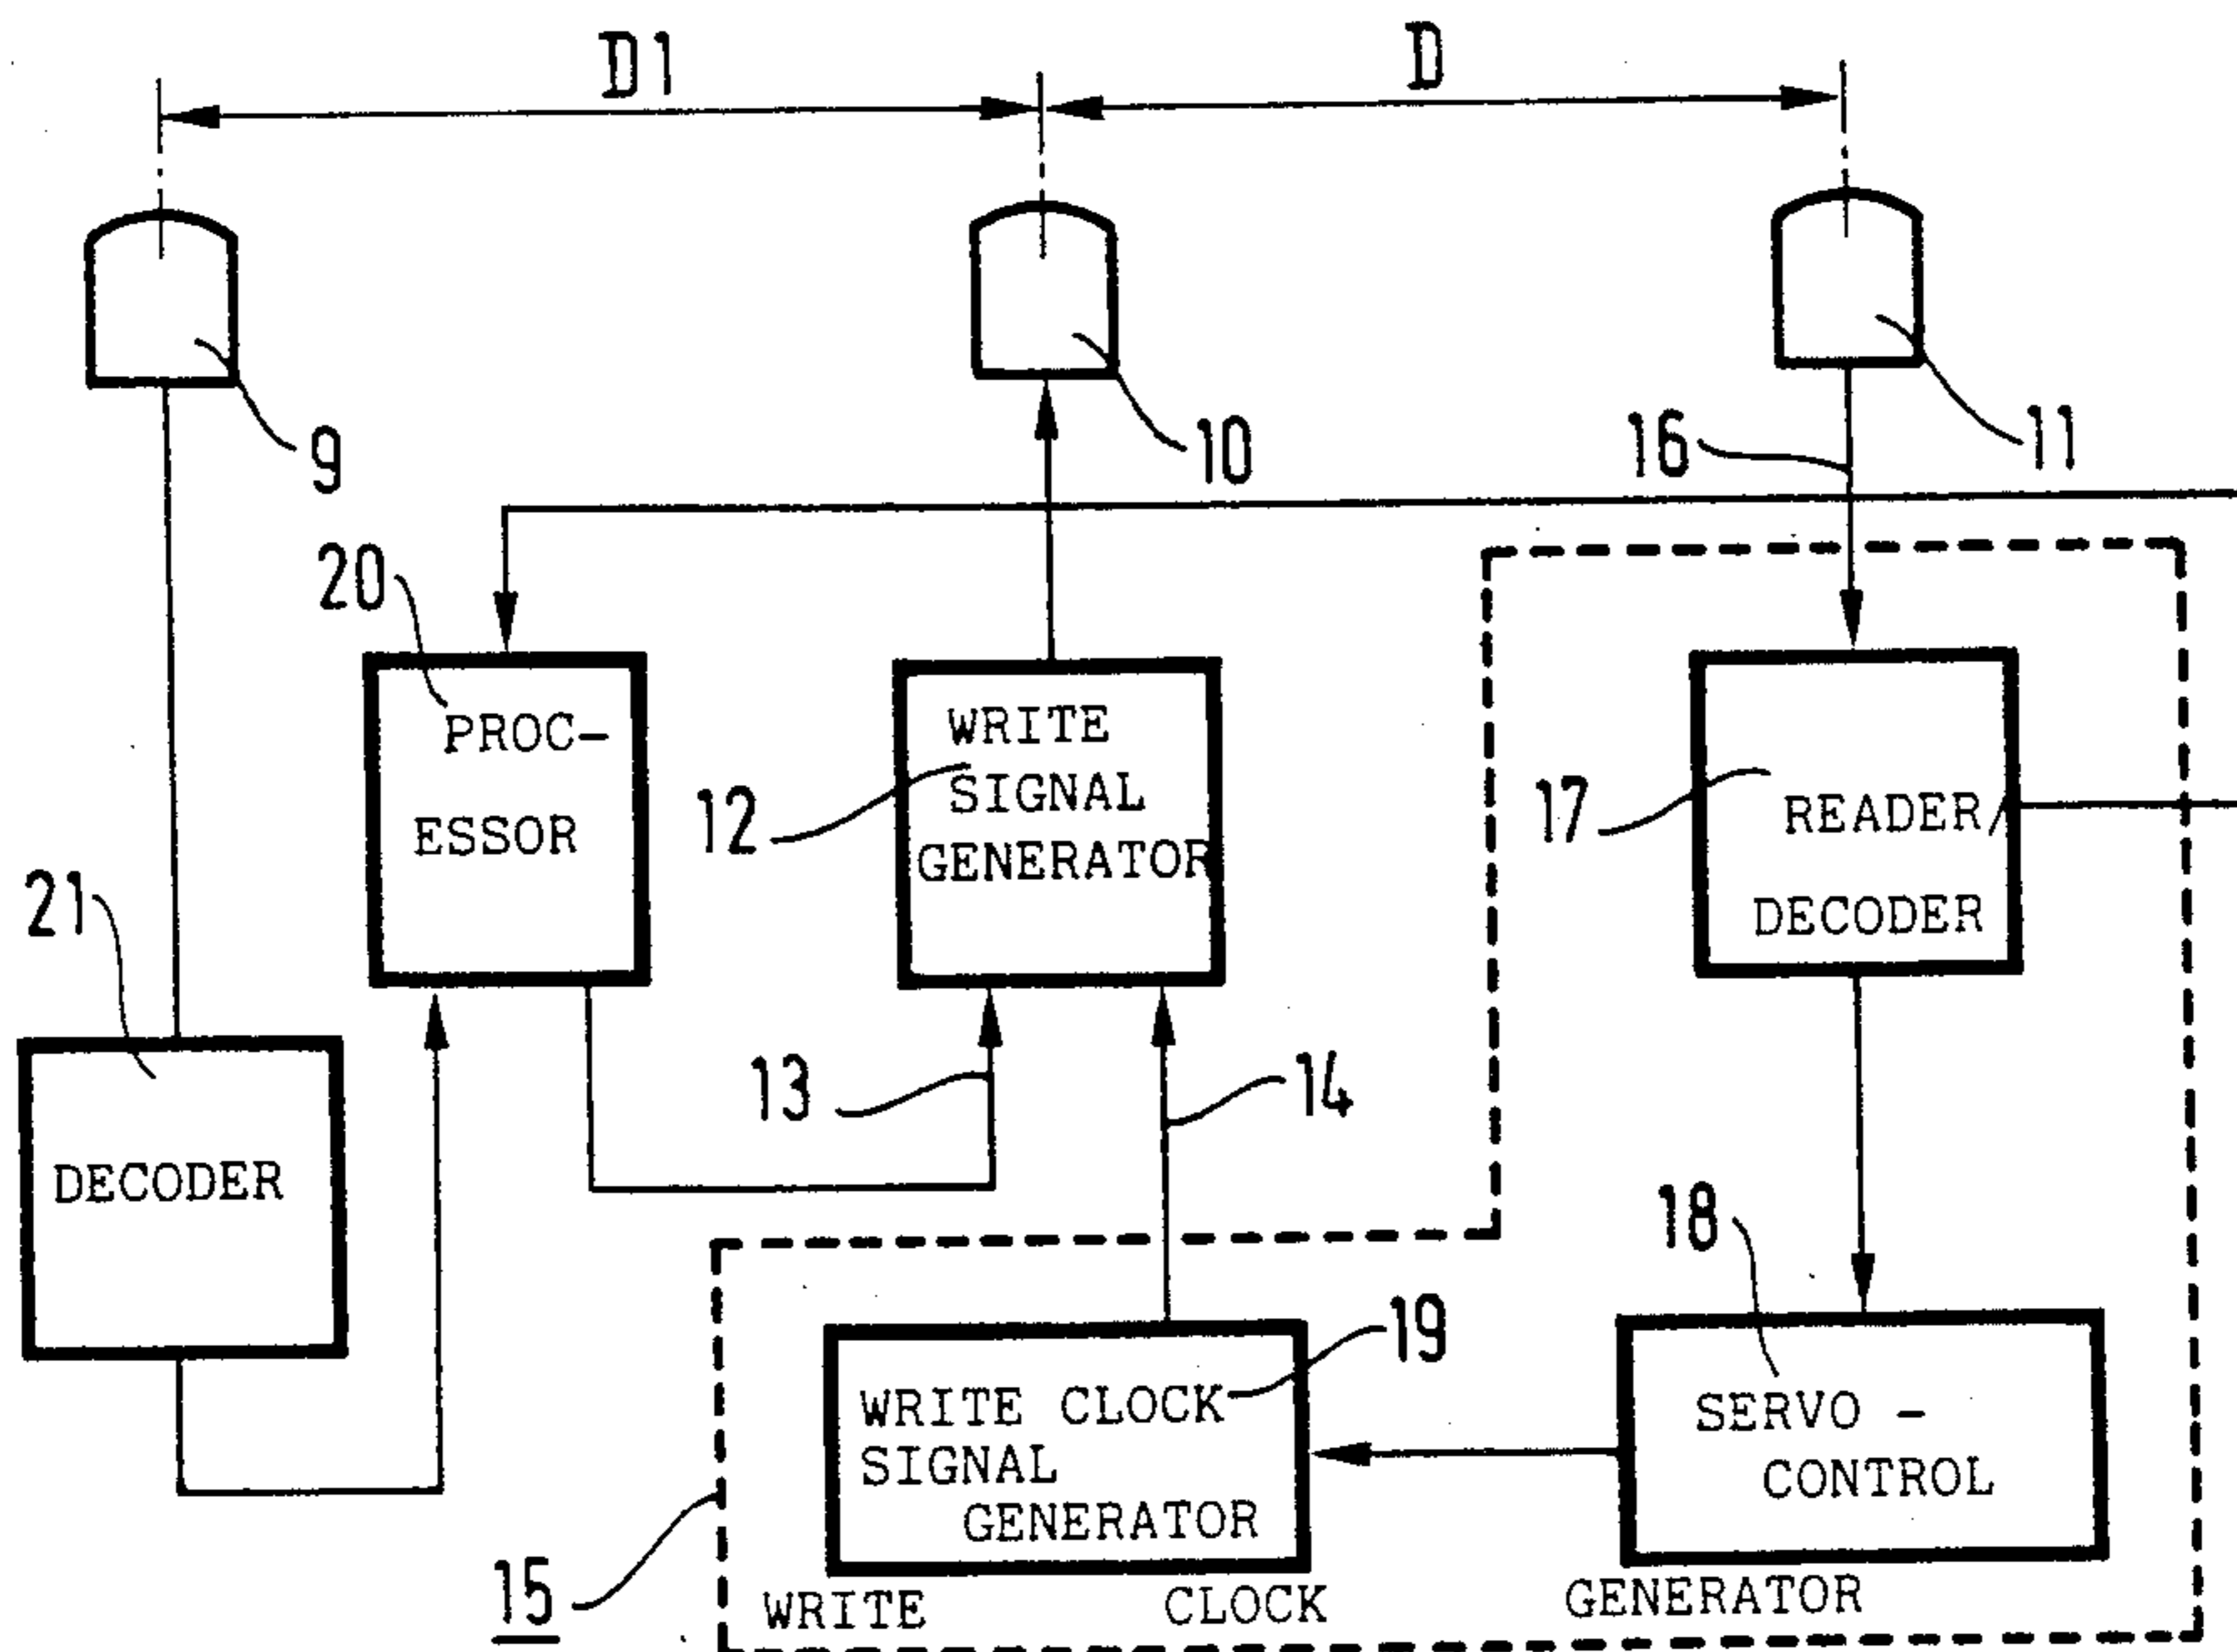 D1
D
9
10
16
11
20
PROC-
ESSOR
12
WRITE
SIGNAL
GENERATOR
17
READER/
DECODER
21
DECODER
13
14
18
19
WRITE CLOCK
SIGNAL
GENERATOR
SERVO -
CONTROL
15
WRITE CLOCK GENERATOR